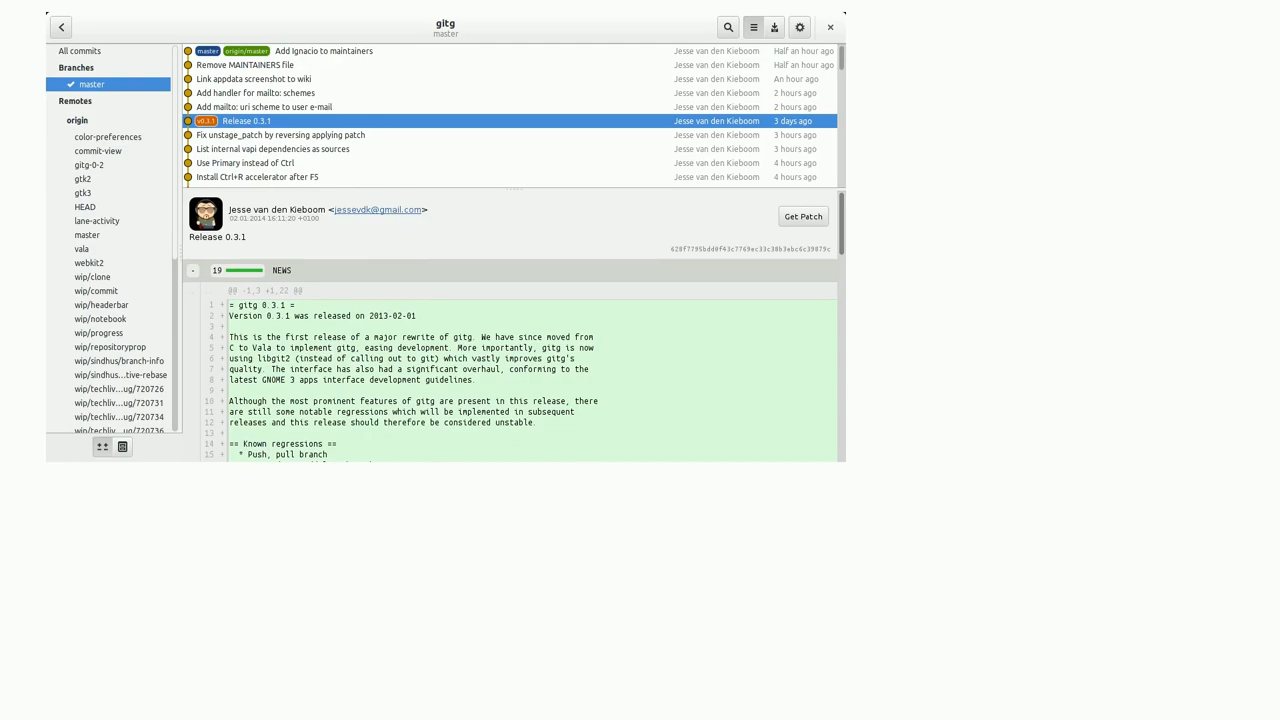 gitg
master
All commits
Branches
master
Remotes
origin
color-preferences
commit-view
gitg-0-2
gtk2
gtk3
HEAD
lane-activity
master
vala
webkit2
wip/clone
wip/commit
wip/headerbar
wip/notebook
wip/progress
wip/repositoryprop
wip/sindhus/branch-info
wip/sindhus...tive-rebase
wip/techliv...ug/720726
wip/techliv...ug/720731
wip/techliv...ug/720734
wip/techliv...ug/720736
master origin/master Add Ignacio to maintainers Jesse van den Kieboom Half an hour ago
Remove MAINTAINERS file Jesse van den Kieboom Half an hour ago
Link appdata screenshot to wiki Jesse van den Kieboom An hour ago
Add handler for mailto: schemes Jesse van den Kieboom 2 hours ago
Add mailto: uri scheme to user e-mail Jesse van den Kieboom 2 hours ago
v0.3.1 Release 0.3.1 Jesse van den Kieboom 3 days ago
Fix unstage_patch by reversing applying patch Jesse van den Kieboom 3 hours ago
List internal vapi dependencies as sources Jesse van den Kieboom 3 hours ago
Use Primary instead of Ctrl Jesse van den Kieboom 4 hours ago
Install Ctrl+R accelerator after F5 Jesse van den Kieboom 4 hours ago
Jesse van den Kieboom <jessevdk@gmail.com>
02.01.2014 16:11:20 +0100
Get Patch
Release 0.3.1
- 19 NEWS
@@ -1,3 +1,22 @@
1 + = gitg 0.3.1 =
2 + Version 0.3.1 was released on 2013-02-01
3 +
4 + This is the first release of a major rewrite of gitg. We have since moved from
5 + C to Vala to implement gitg, easing development. More importantly, gitg is now
6 + using libgit2 (instead of calling out to git) which vastly improves gitg's
7 + quality. The interface has also had a significant overhaul, conforming to the
8 + latest GNOME 3 apps interface development guidelines.
9 +
10 + Although the most prominent features of gitg are present in this release, there
11 + are still some notable regressions which will be implemented in subsequent
12 + releases and this release should therefore be considered unstable.
13 +
14 + == Known regressions ==
15 + * Push, pull branch